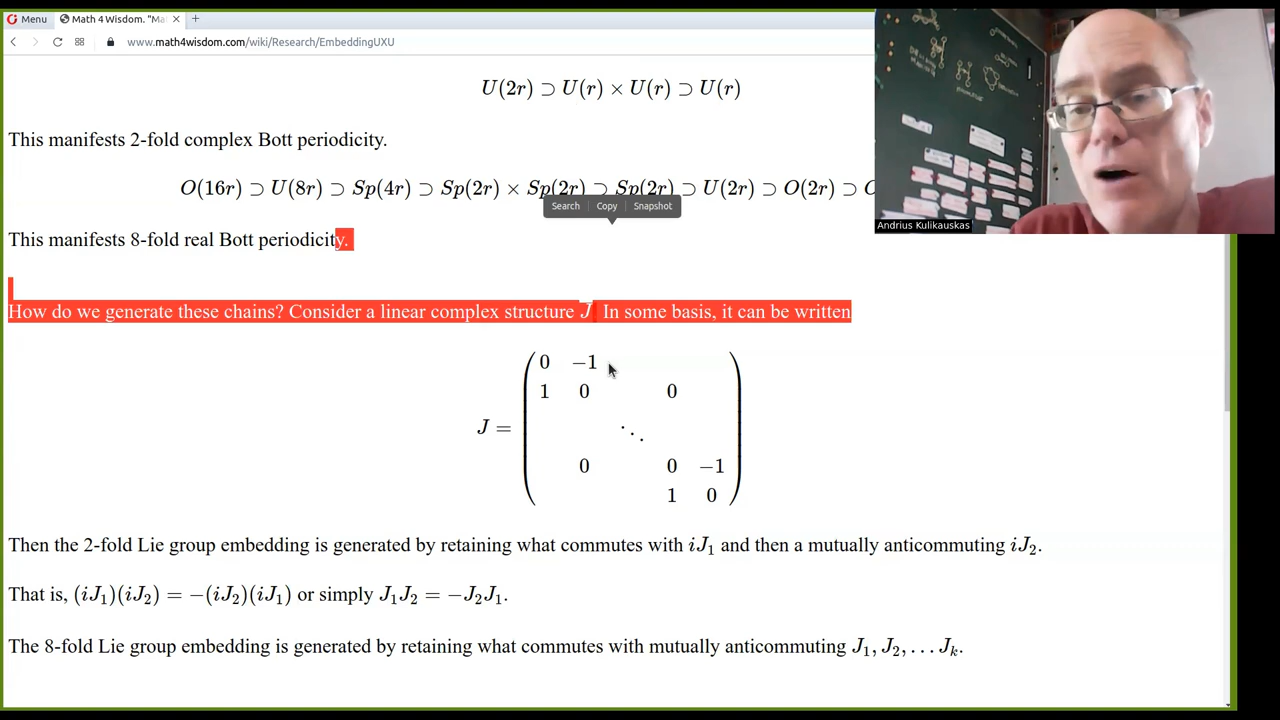 Menu
Math 4 Wisdom. "Ma
www.math4wisdom.com/wiki/Research/EmbeddingUXU
U(2r) ⊃ U(r) × U(r) ⊃ U(r)
This manifests 2-fold complex Bott periodicity.
O(16r) ⊃ U(8r) ⊃ Sp(4r) ⊃ Sp(2r) × Sp(2r) ⊃ Sp(2r) ⊃ U(2r) ⊃ O(2r) ⊃ O
Search Copy Snapshot
Andrius Kulikauskas
This manifests 8-fold real Bott periodicity.
How do we generate these chains? Consider a linear complex structure J In some basis, it can be written
0 −1
1 0 0
J = ⋱
0 0 −1
1 0
Then the 2-fold Lie group embedding is generated by retaining what commutes with iJ₁ and then a mutually anticommuting iJ₂.
That is, (iJ₁)(iJ₂) = −(iJ₂)(iJ₁) or simply J₁J₂ = −J₂J₁.
The 8-fold Lie group embedding is generated by retaining what commutes with mutually anticommuting J₁, J₂, … Jₖ.